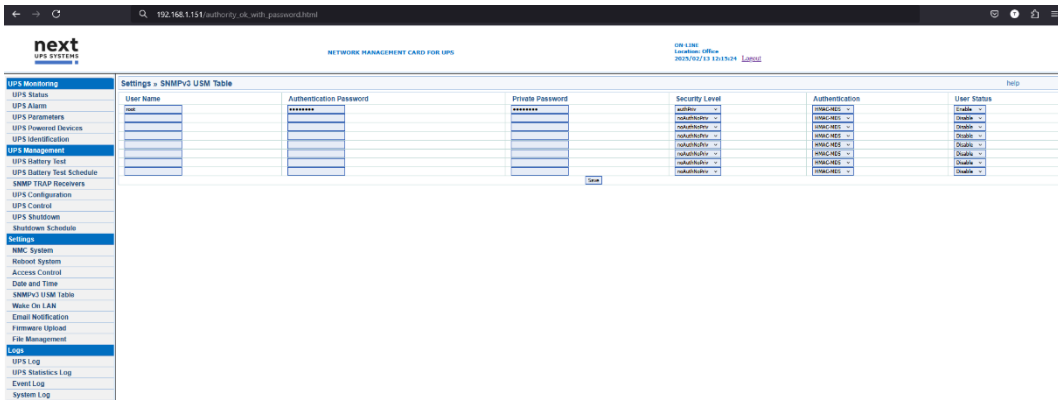 192.168.1.151/authority_ok_with_password.html
next
UPS SYSTEMS
NETWORK MANAGEMENT CARD FOR UPS
ON-LINE
Location: Office
2025/02/13 12:15:24 Logout
UPS Monitoring
UPS Status
UPS Alarm
UPS Parameters
UPS Powered Devices
UPS Identification
UPS Management
UPS Battery Test
UPS Battery Test Schedule
SNMP TRAP Receivers
UPS Configuration
UPS Control
UPS Shutdown
Shutdown Schedule
Settings
NMC System
Reboot System
Access Control
Date and Time
SNMPv3 USM Table
Wake On LAN
Email Notification
Firmware Upload
File Management
Logs
UPS Log
UPS Statistics Log
Event Log
System Log
Settings » SNMPv3 USM Table help
User Name Authentication Password Private Password Security Level Authentication User Status
root •••••••• •••••••• authPriv HMAC-MD5 Enable
noAuthNoPriv HMAC-MD5 Disable
noAuthNoPriv HMAC-MD5 Disable
noAuthNoPriv HMAC-MD5 Disable
noAuthNoPriv HMAC-MD5 Disable
noAuthNoPriv HMAC-MD5 Disable
noAuthNoPriv HMAC-MD5 Disable
noAuthNoPriv HMAC-MD5 Disable
Save